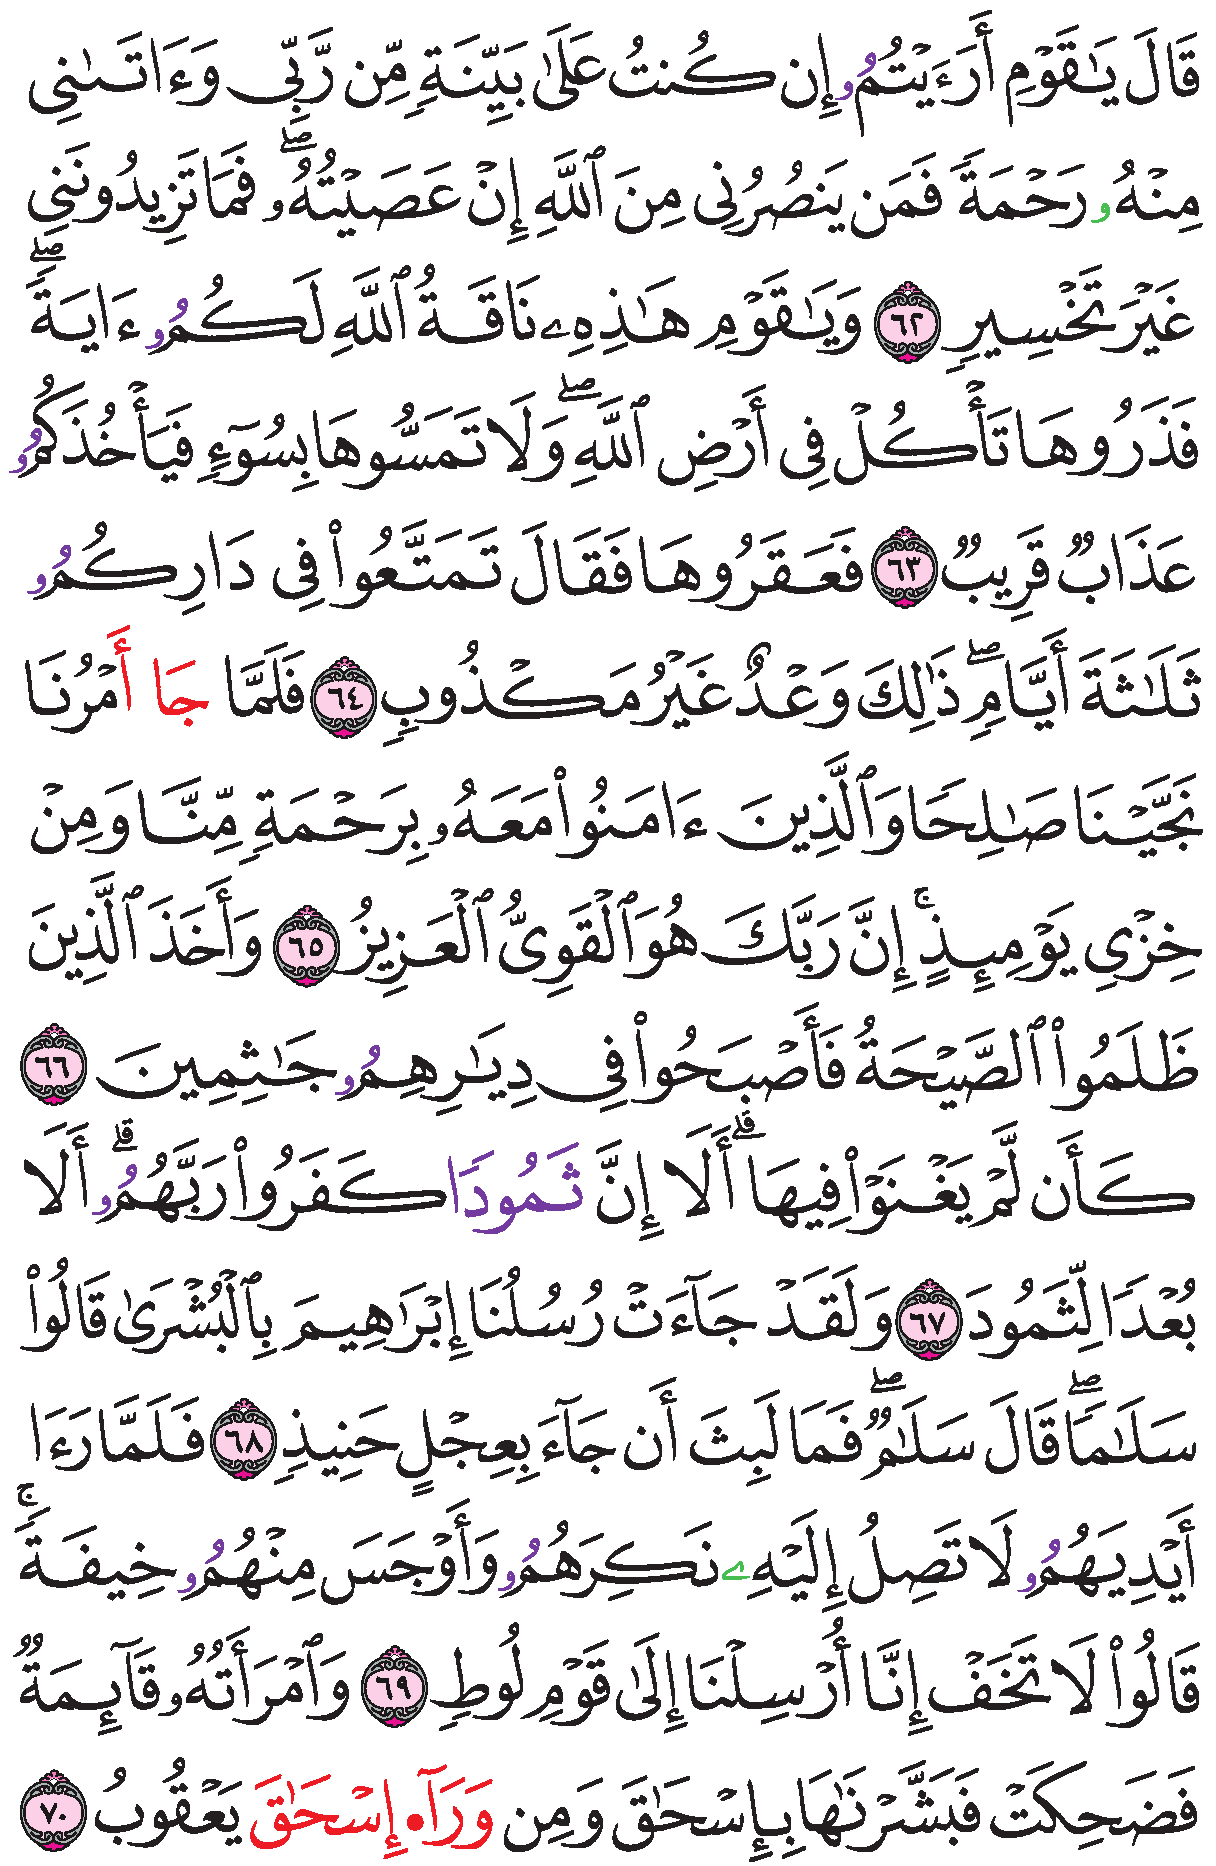 قَالَ يَٰقَوْمِ أَرَءَيْتُمُۥ إِن كُنتُ عَلَىٰ بَيِّنَةٍ مِّن رَّبِّي وَءَاتَىٰنِي
مِنْهُۥ رَحْمَةً فَمَن يَنصُرُنِي مِنَ ٱللَّهِ إِنْ عَصَيْتُهُۥۖ فَمَا تَزِيدُونَنِي
غَيْرَ تَخْسِيرٍ ٦٢ وَيَٰقَوْمِ هَٰذِهِۦ نَاقَةُ ٱللَّهِ لَكُمُۥ ءَايَةًۖ
فَذَرُوهَا تَأْكُلْ فِي أَرْضِ ٱللَّهِۖ وَلَا تَمَسُّوهَا بِسُوٓءٍ فَيَأْخُذَكُمُۥ
عَذَابٌ قَرِيبٌ ٦٣ فَعَقَرُوهَا فَقَالَ تَمَتَّعُوا۟ فِي دَارِكُمُۥ
ثَلَٰثَةَ أَيَّامٍۖ ذَٰلِكَ وَعْدٌ غَيْرُ مَكْذُوبٍ ٦٤ فَلَمَّا جَا أَمْرُنَا
نَجَّيْنَا صَٰلِحًا وَٱلَّذِينَ ءَامَنُوا۟ مَعَهُۥ بِرَحْمَةٍ مِّنَّا وَمِنْ
خِزْيِ يَوْمِئِذٍۚ إِنَّ رَبَّكَ هُوَ ٱلْقَوِيُّ ٱلْعَزِيزُ ٦٥ وَأَخَذَ ٱلَّذِينَ
ظَلَمُوا۟ ٱلصَّيْحَةُ فَأَصْبَحُوا۟ فِي دِيَٰرِهِمُۥ جَٰثِمِينَ ٦٦
كَأَن لَّمْ يَغْنَوْا۟ فِيهَاۗ أَلَا إِنَّ ثَمُودًا كَفَرُوا۟ رَبَّهُمُۥۗ أَلَا
بُعْدًا لِّثَمُودَ ٦٧ وَلَقَدْ جَآءَتْ رُسُلُنَا إِبْرَٰهِيمَ بِٱلْبُشْرَىٰ قَالُوا۟
سَلَٰمًاۖ قَالَ سَلَٰمٌۖ فَمَا لَبِثَ أَن جَآءَ بِعِجْلٍ حَنِيذٍ ٦٨ فَلَمَّا رَءَا
أَيْدِيَهُمُۥ لَا تَصِلُ إِلَيْهِۦ نَكِرَهُمُۥ وَأَوْجَسَ مِنْهُمُۥ خِيفَةًۚ
قَالُوا۟ لَا تَخَفْ إِنَّا أُرْسِلْنَا إِلَىٰ قَوْمِ لُوطٍ ٦٩ وَٱمْرَأَتُهُۥ قَآئِمَةٌ
فَضَحِكَتْ فَبَشَّرْنَٰهَا بِإِسْحَٰقَ وَمِن وَرَآءِ إِسْحَٰقَ يَعْقُوبُ ٧٠